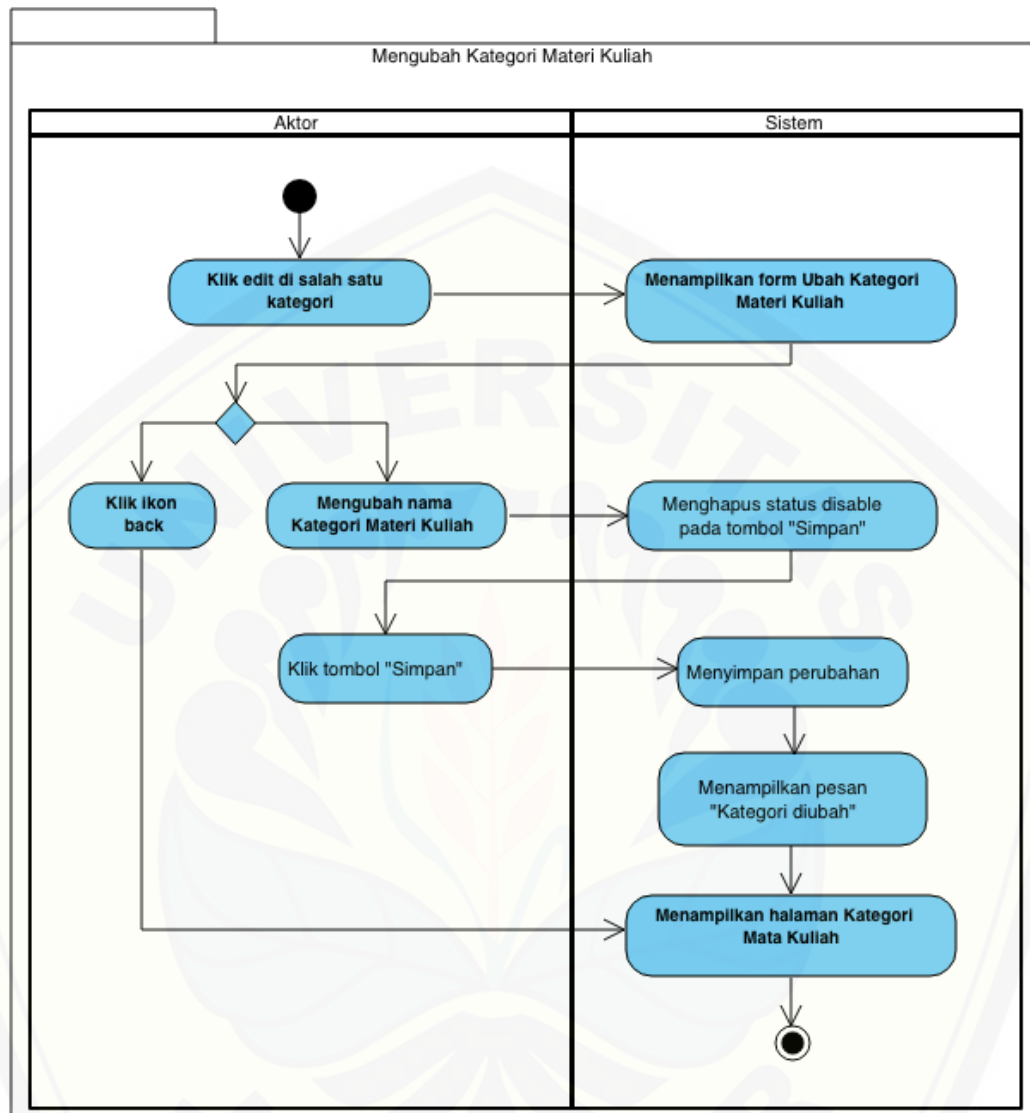 Mengubah Kategori Materi Kuliah
Aktor
Sistem
Klik edit di salah satu
kategori
Menampilkan form Ubah Kategori
Materi Kuliah
Klik ikon
back
Mengubah nama
Kategori Materi Kuliah
Menghapus status disable
pada tombol "Simpan"
Klik tombol "Simpan"
Menyimpan perubahan
Menampilkan pesan
"Kategori diubah"
Menampilkan halaman Kategori
Mata Kuliah
UNIVERSITAS